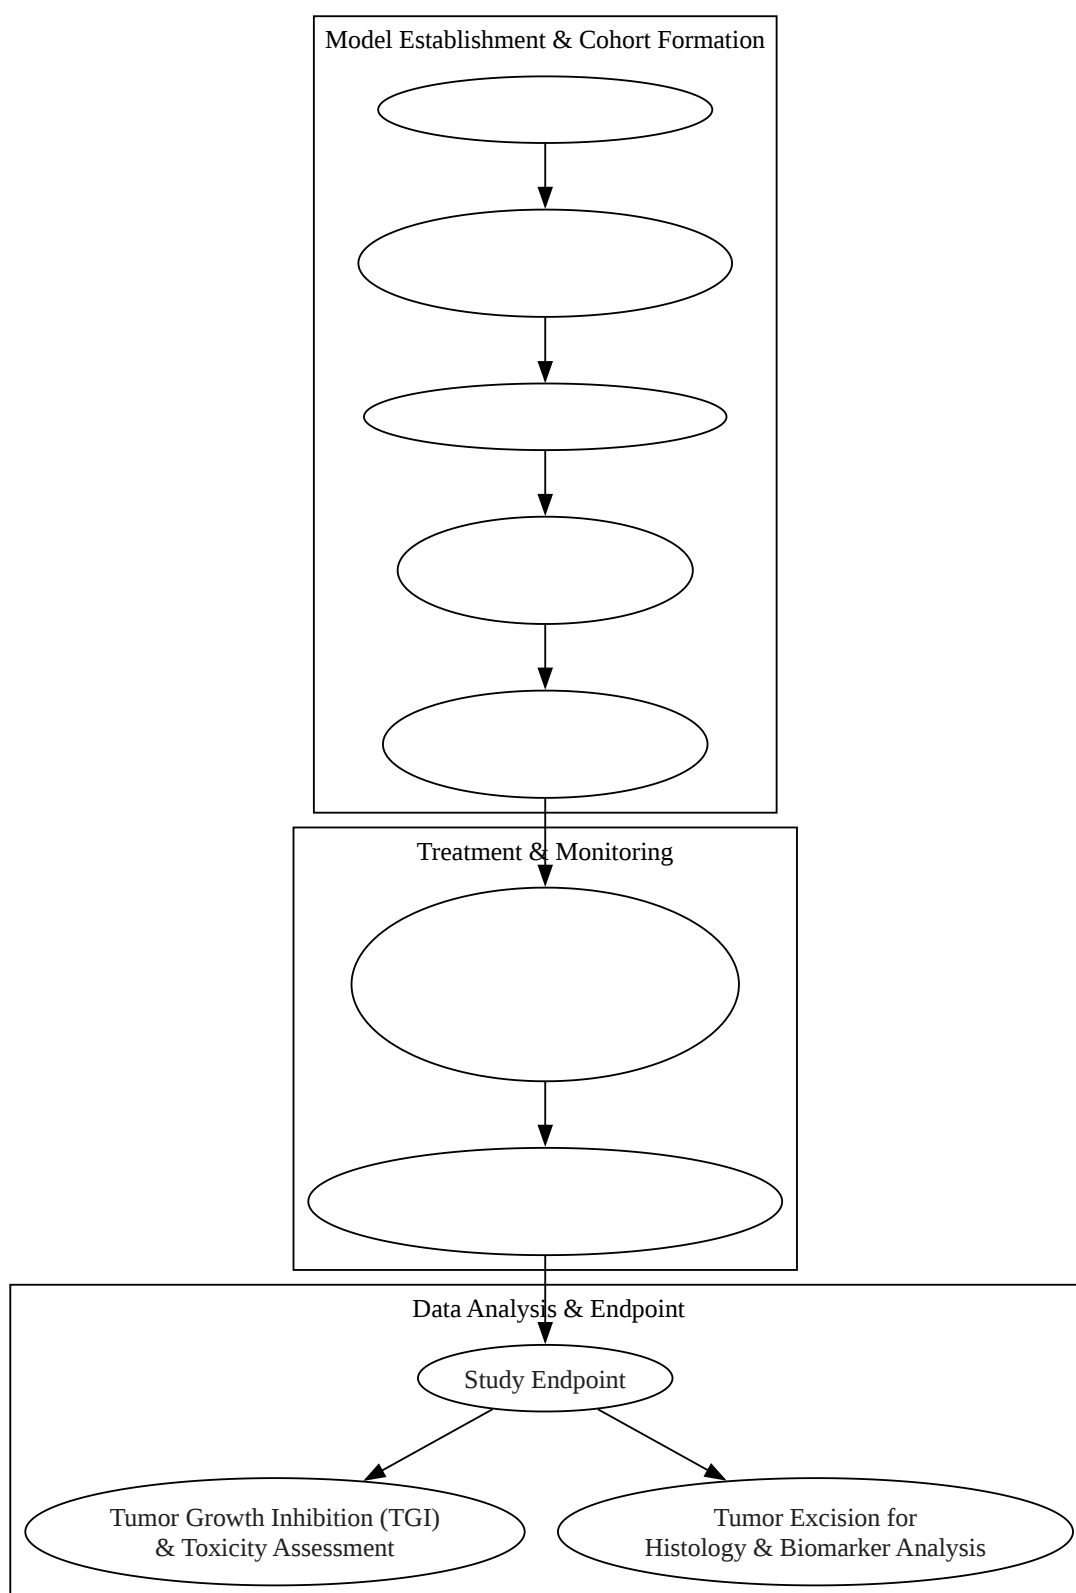 Model Establishment & Cohort Formation
Treatment & Monitoring
Data Analysis & Endpoint
Study Endpoint
Tumor Growth Inhibition (TGI)
& Toxicity Assessment
Tumor Excision for
Histology & Biomarker Analysis